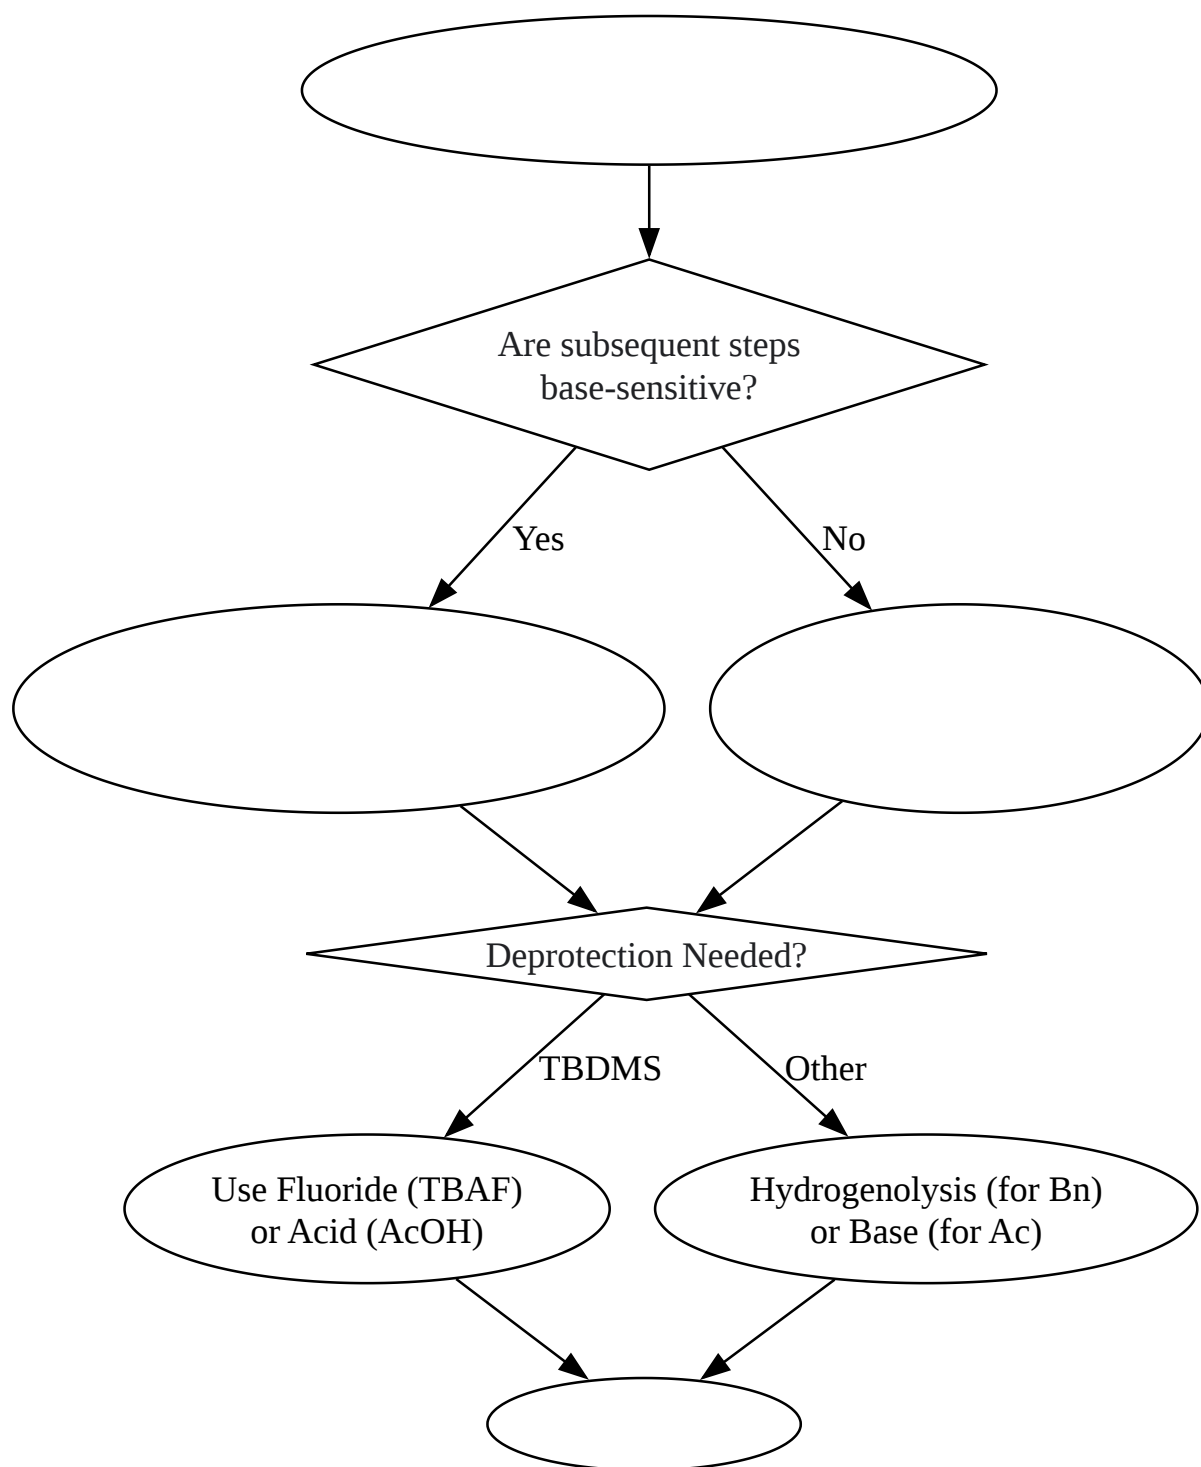 Are subsequent steps
base-sensitive?
Yes
No
Deprotection Needed?
TBDMS
Other
Use Fluoride (TBAF)
or Acid (AcOH)
Hydrogenolysis (for Bn)
or Base (for Ac)